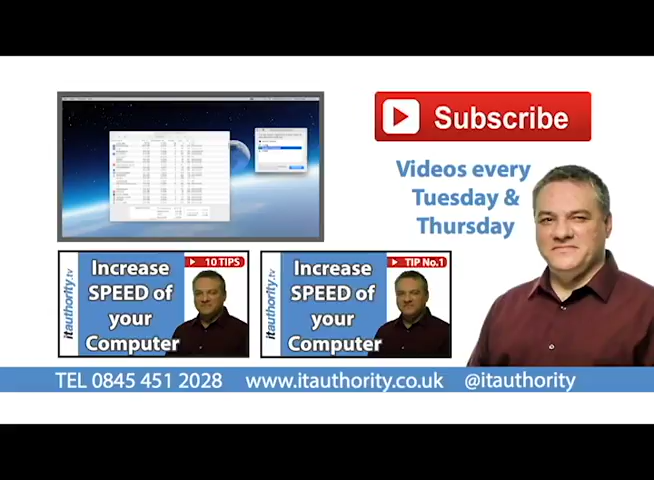 Subscribe
Videos every
Tuesday &
Thursday
10 TIPS
Increase
SPEED of
your
Computer
itauthority.tv
TIP No.1
Increase
SPEED of
your
Computer
itauthority.tv
TEL 0845 451 2028 www.itauthority.co.uk @itauthority